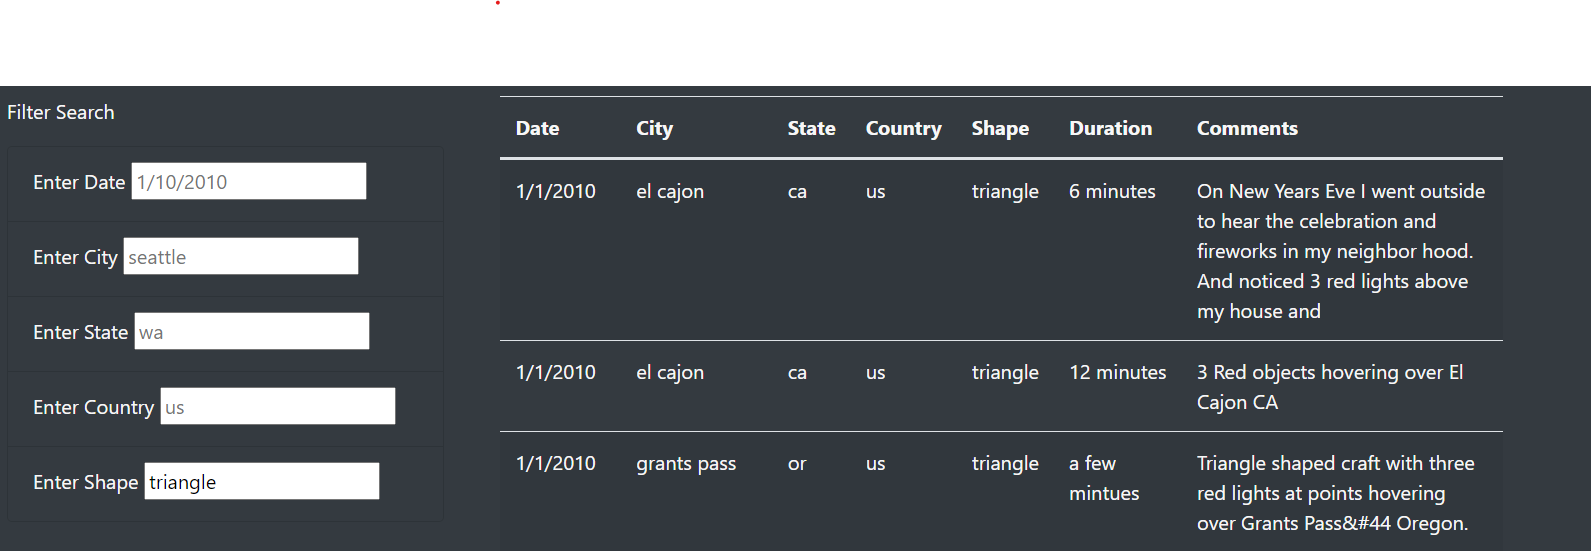 Filter Search
Enter Date 1/10/2010
Enter City seattle
Enter State wa
Enter Country us
Enter Shape triangle
Date City State Country Shape Duration Comments
1/1/2010 el cajon ca us triangle 6 minutes On New Years Eve I went outside
to hear the celebration and
fireworks in my neighbor hood.
And noticed 3 red lights above
my house and
1/1/2010 el cajon ca us triangle 12 minutes 3 Red objects hovering over El
Cajon CA
1/1/2010 grants pass or us triangle a few Triangle shaped craft with three
mintues red lights at points hovering
over Grants Pass&#44 Oregon.